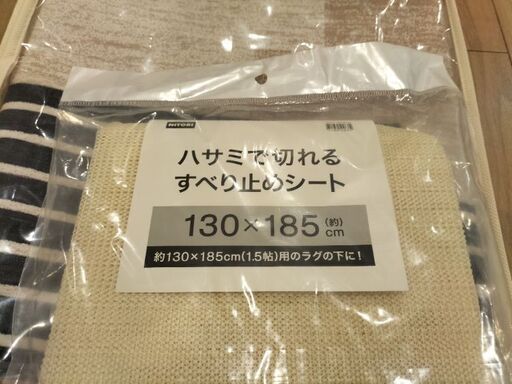 NITORI
ハサミで切れる
すべり止めシート
130×185(約)cm
約130×185cm(1.5帖)用のラグの下に!